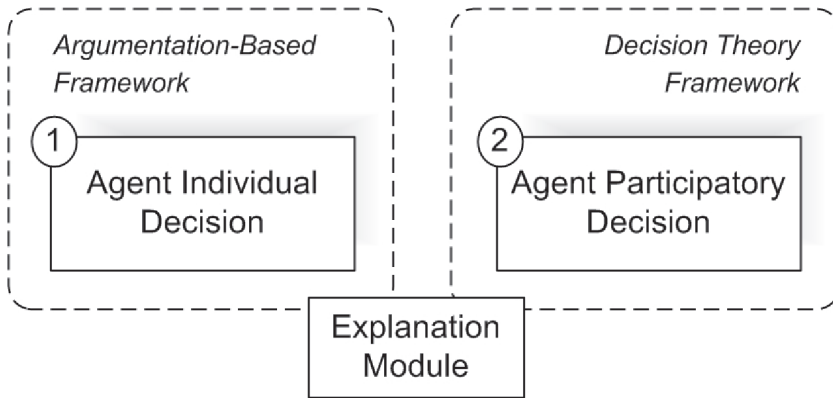 Argumentation-Based
Framework
1
Agent Individual
Decision
Decision Theory
Framework
2
Agent Participatory
Decision
Explanation
Module